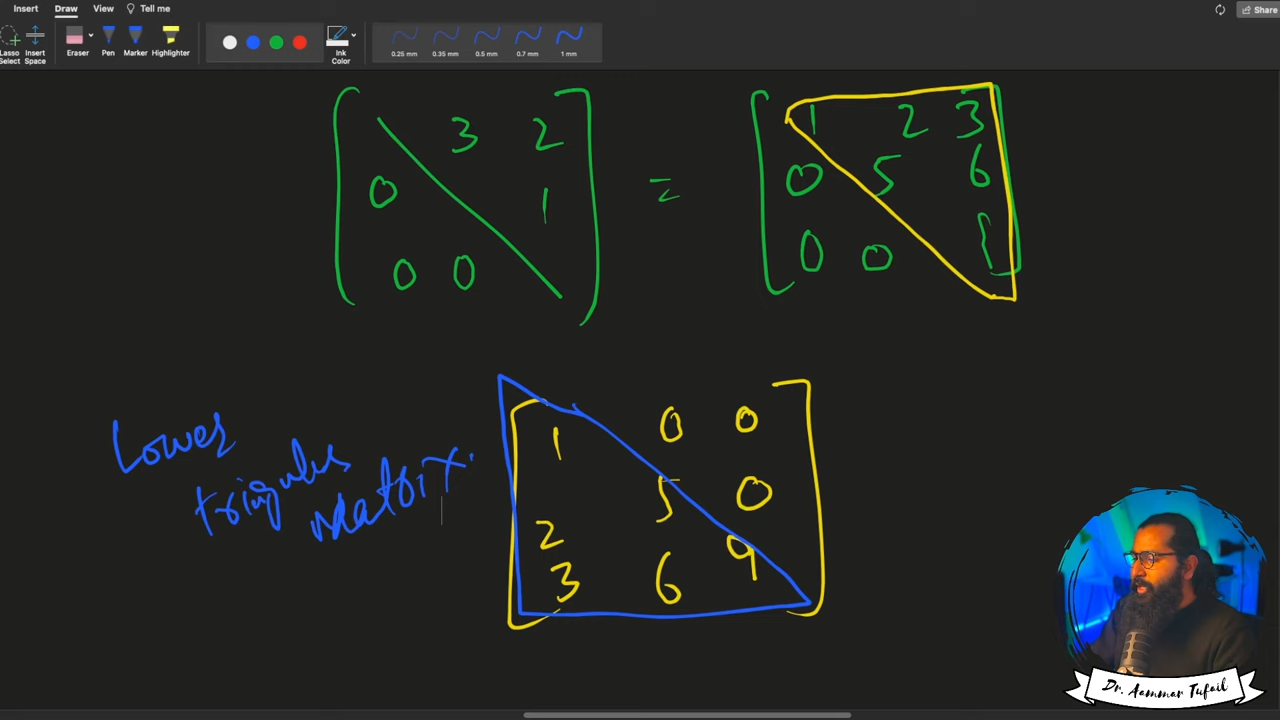 Insert Draw View Tell me
Share
Lasso Select
Insert Space
Eraser
Pen
Marker
Highlighter
Ink Color
0.25 mm 0.35 mm 0.5 mm 0.7 mm 1 mm
3 2
0 1
0 0
=
1 2 3
0 5 6
0 0
Lower
triangular
Matrix
1 0 0
2 5 0
3 6 9
Dr. Aammar Tufail